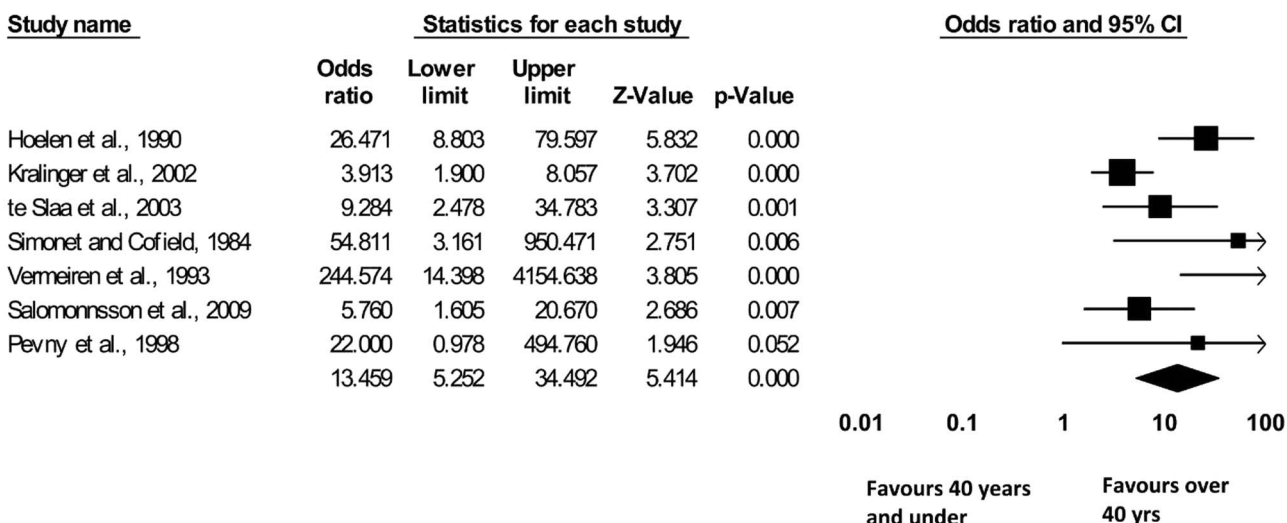 Study name Statistics for each study Odds ratio and 95% CI
Odds Lower Upper
ratio limit limit Z-Value p-Value
Hoelen et al., 1990 26.471 8.803 79.597 5.832 0.000
Kralinger et al., 2002 3.913 1.900 8.057 3.702 0.000
te Slaa et al., 2003 9.284 2.478 34.783 3.307 0.001
Simonet and Cofield, 1984 54.811 3.161 950.471 2.751 0.006
Vermeiren et al., 1993 244.574 14.398 4154.638 3.805 0.000
Salomonnsson et al., 2009 5.760 1.605 20.670 2.686 0.007
Pevny et al., 1998 22.000 0.978 494.760 1.946 0.052
13.459 5.252 34.492 5.414 0.000
0.01 0.1 1 10 100
Favours 40 years Favours over
and under 40 yrs